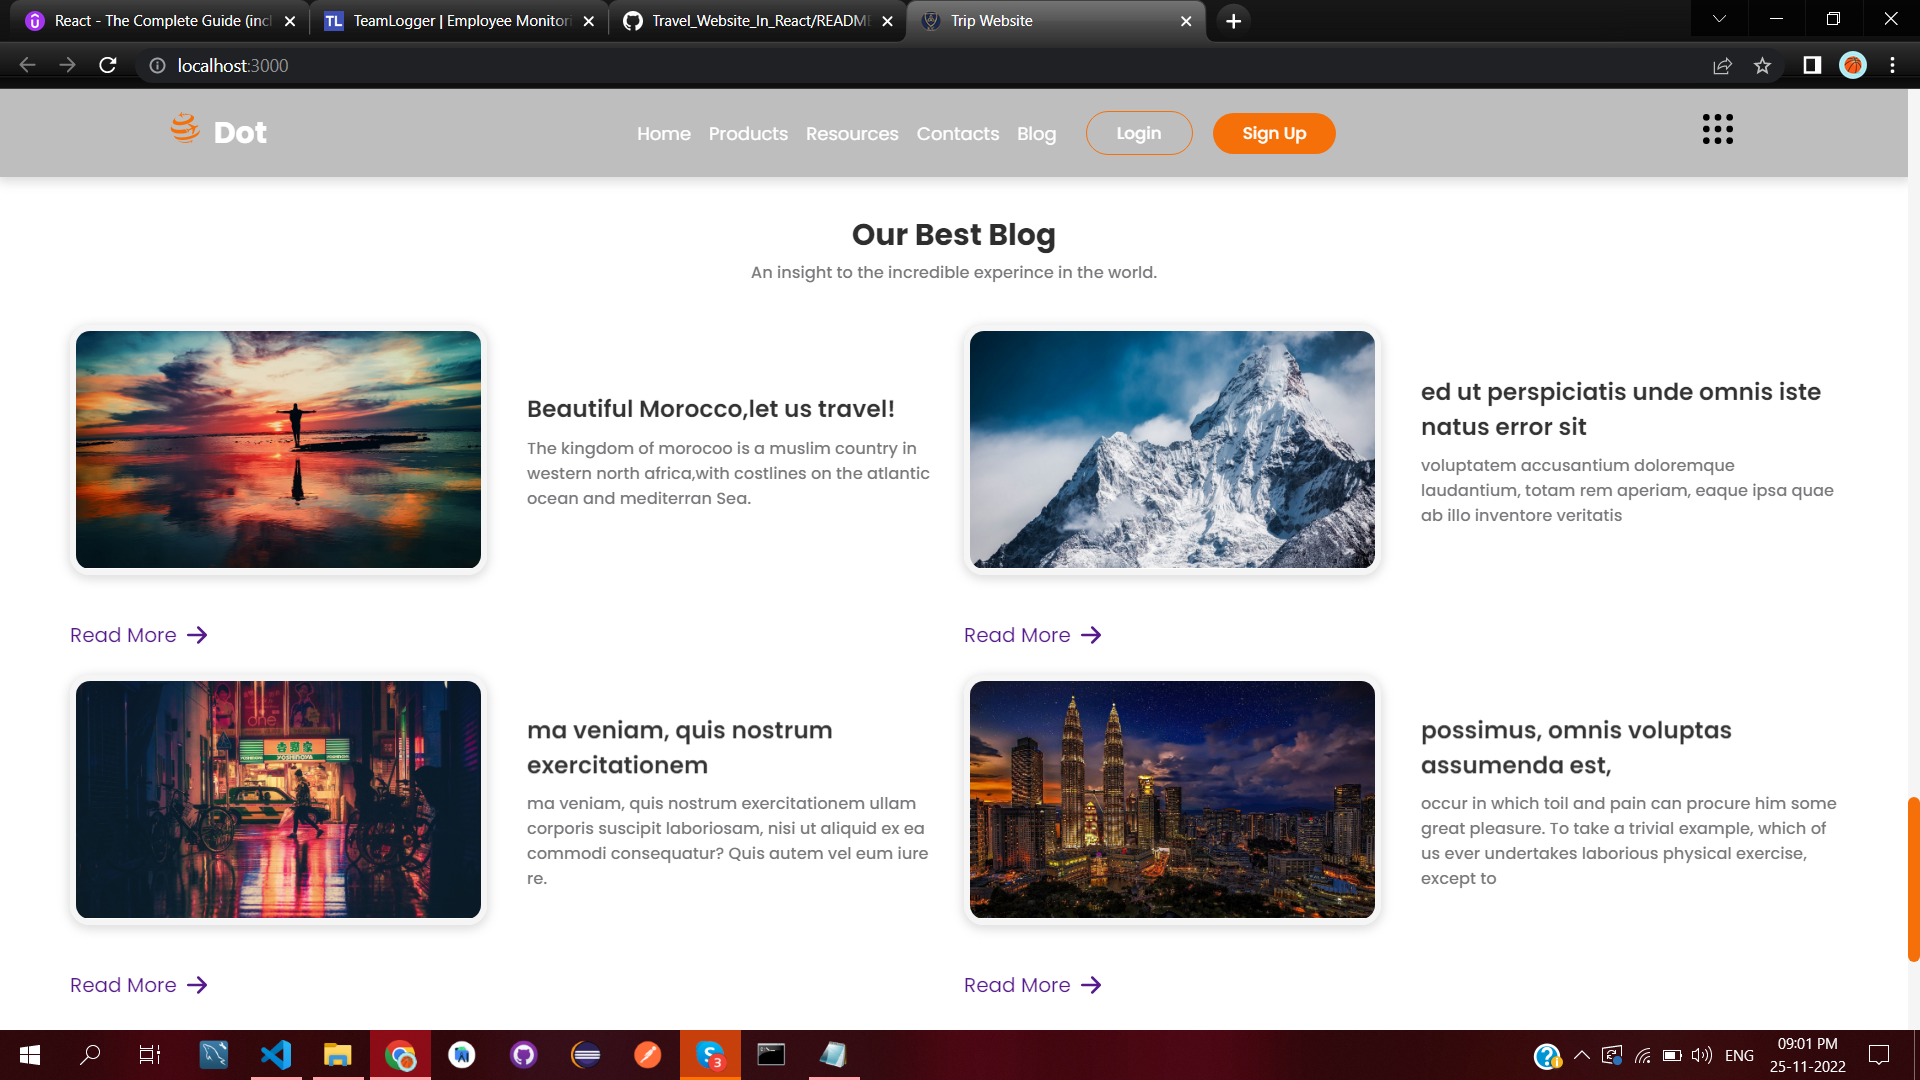 React - The Complete Guide (incl
TeamLogger | Employee Monitori
Travel_Website_In_React/README
Trip Website
localhost:3000
Dot
Home Products Resources Contacts Blog Login Sign Up
Our Best Blog
An insight to the incredible experince in the world.
Beautiful Morocco,let us travel!
The kingdom of morocoo is a muslim country in
western north africa,with costlines on the atlantic
ocean and mediterran Sea.
Read More
ed ut perspiciatis unde omnis iste
natus error sit
voluptatem accusantium doloremque
laudantium, totam rem aperiam, eaque ipsa quae
ab illo inventore veritatis
Read More
one
吉野家
YOSHINOYA
ma veniam, quis nostrum
exercitationem
ma veniam, quis nostrum exercitationem ullam
corporis suscipit laboriosam, nisi ut aliquid ex ea
commodi consequatur? Quis autem vel eum iure
re.
Read More
possimus, omnis voluptas
assumenda est,
occur in which toil and pain can procure him some
great pleasure. To take a trivial example, which of
us ever undertakes laborious physical exercise,
except to
Read More
3
ENG
09:01 PM
25-11-2022